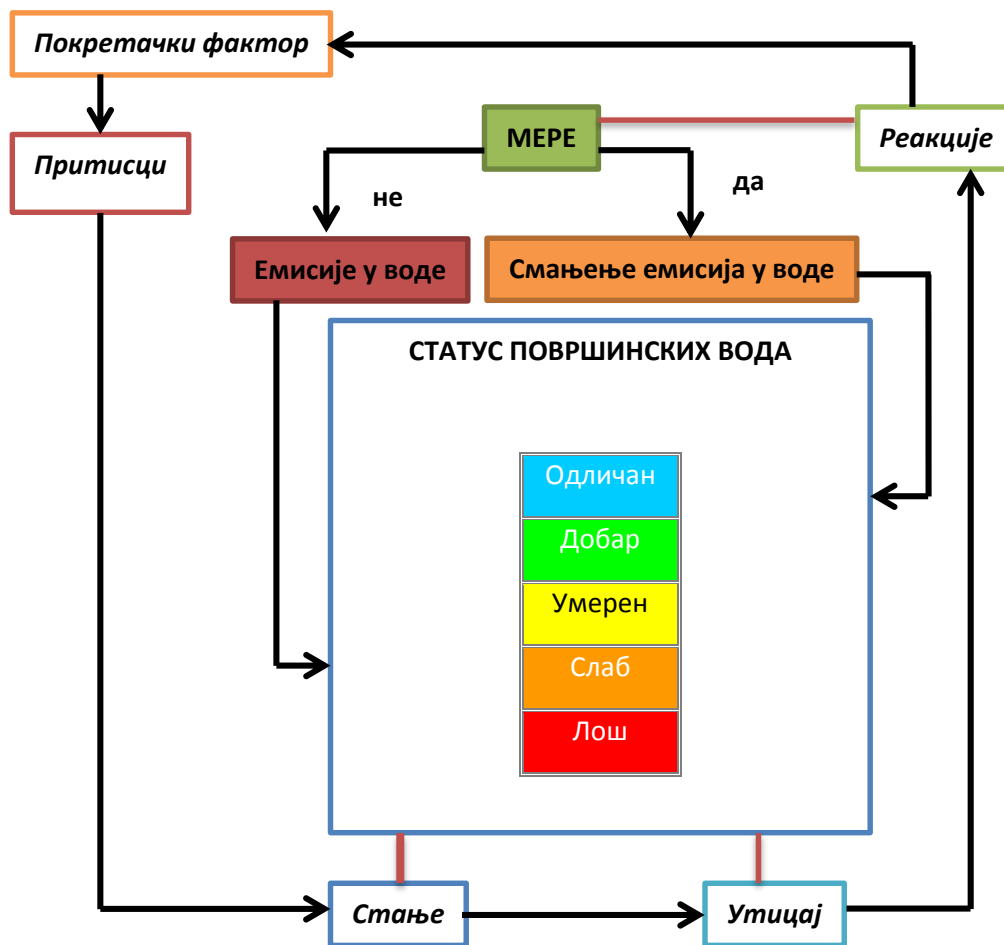 Покретачки фактор
Притисци
МЕРЕ
Реакције
не
да
Емисије у воде
Смањење емисија у воде
СТАТУС ПОВРШИНСКИХ ВОДА
Одличан
Добар
Умерен
Слаб
Лош
Стање
Утицај